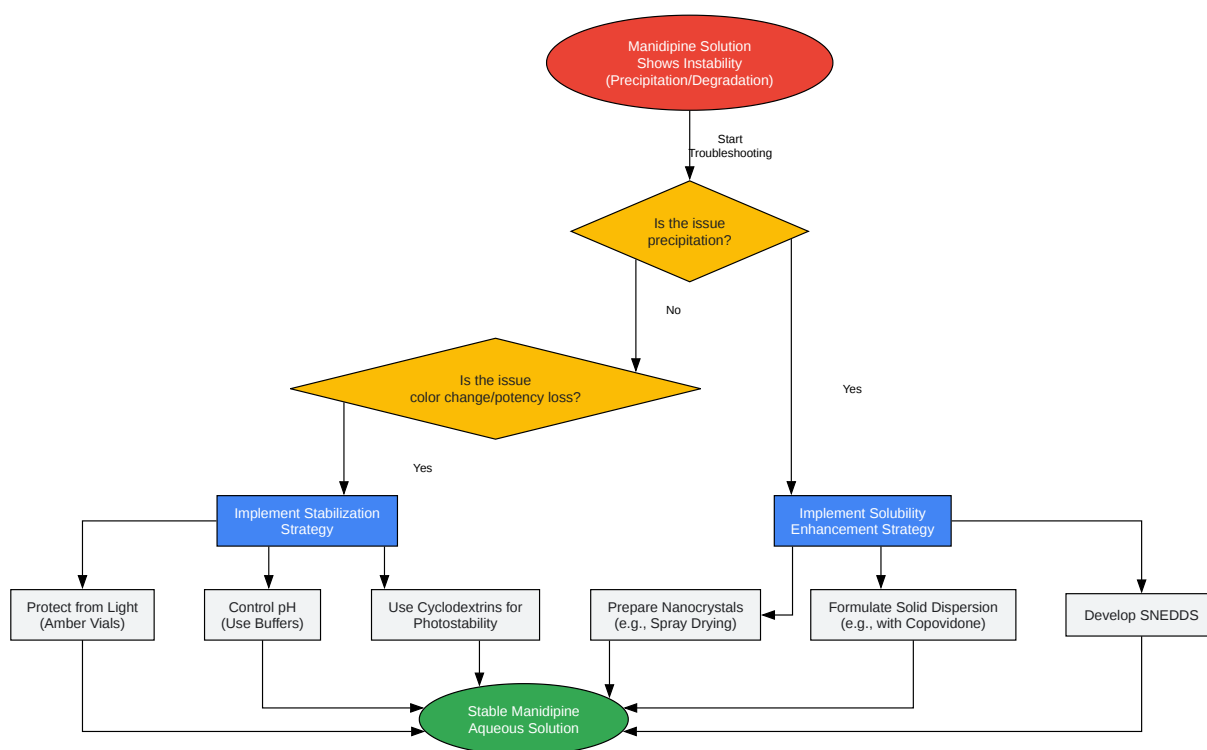 Manidipine Solution
Shows Instability
(Precipitation/Degradation)
Start
Troubleshooting
Is the issue
precipitation?
No
Is the issue
color change/potency loss?
Yes
Yes
Implement Stabilization
Strategy
Implement Solubility
Enhancement Strategy
Protect from Light
(Amber Vials)
Control pH
(Use Buffers)
Use Cyclodextrins for
Photostability
Prepare Nanocrystals
(e.g., Spray Drying)
Formulate Solid Dispersion
(e.g., with Copovidone)
Develop SNEDDS
Stable Manidipine
Aqueous Solution